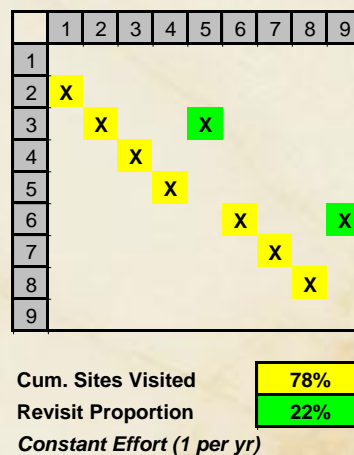 1 2 3 4 5 6 7 8 9
1
2 X
3 X X
4 X
5 X
6 X X
7 X
8 X
9
Cum. Sites Visited 78%
Revisit Proportion 22%
Constant Effort (1 per yr)